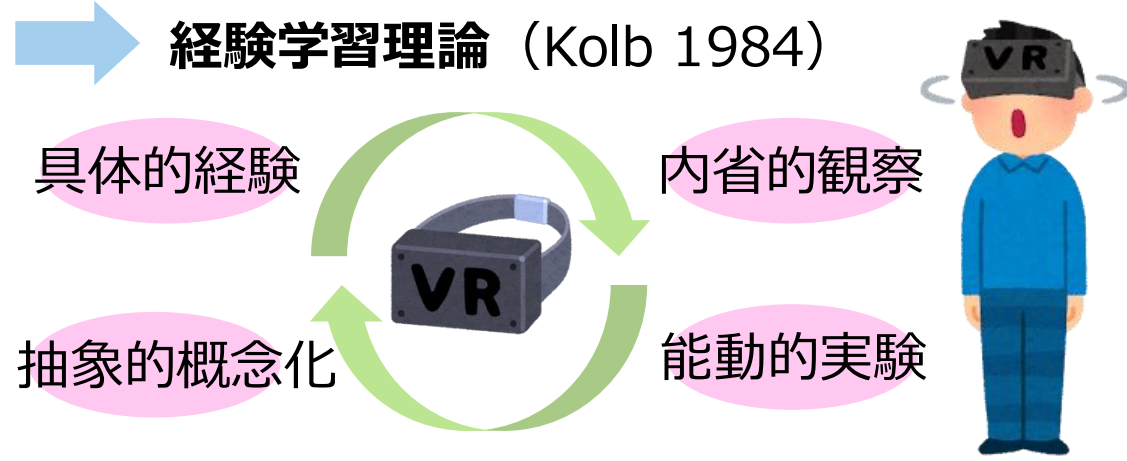 経験学習理論（Kolb 1984）
VR
具体的経験
内省的観察
VR
抽象的概念化
能動的実験